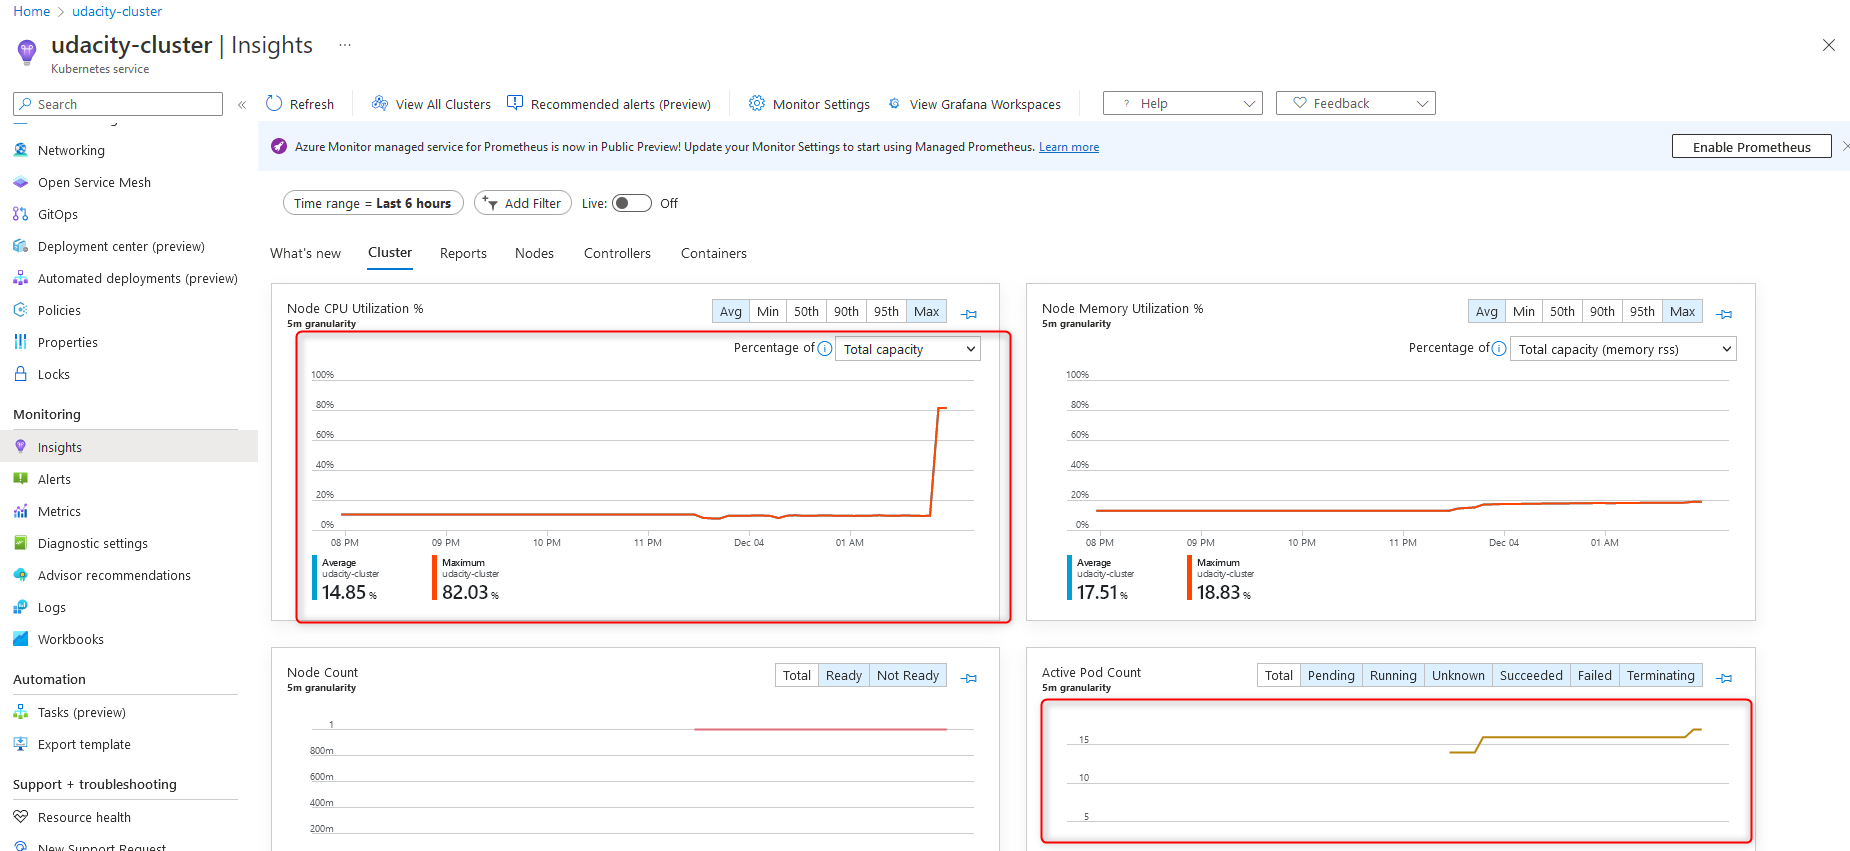 Home > udacity-cluster
udacity-cluster | Insights ...
Kubernetes service
Search «
Networking
Open Service Mesh
GitOps
Deployment center (preview)
Automated deployments (preview)
Policies
Properties
Locks
Monitoring
Insights
Alerts
Metrics
Diagnostic settings
Advisor recommendations
Logs
Workbooks
Automation
Tasks (preview)
Export template
Support + troubleshooting
Resource health
New Support Request
Refresh View All Clusters Recommended alerts (Preview) Monitor Settings View Grafana Workspaces ? Help Feedback
Azure Monitor managed service for Prometheus is now in Public Preview! Update your Monitor Settings to start using Managed Prometheus. Learn more Enable Prometheus
Time range = Last 6 hours Add Filter Live: Off
What's new Cluster Reports Nodes Controllers Containers
Node CPU Utilization % Avg Min 50th 90th 95th Max
5m granularity
Percentage of Total capacity
100%
80%
60%
40%
20%
0%
08 PM 09 PM 10 PM 11 PM Dec 04 01 AM
Average Maximum
udacity-cluster udacity-cluster
14.85 % 82.03 %
Node Memory Utilization % Avg Min 50th 90th 95th Max
5m granularity
Percentage of Total capacity (memory rss)
100%
80%
60%
40%
20%
0%
08 PM 09 PM 10 PM 11 PM Dec 04 01 AM
Average Maximum
udacity-cluster udacity-cluster
17.51 % 18.83 %
Node Count Total Ready Not Ready
5m granularity
1
800m
600m
400m
200m
Active Pod Count Total Pending Running Unknown Succeeded Failed Terminating
5m granularity
15
10
5